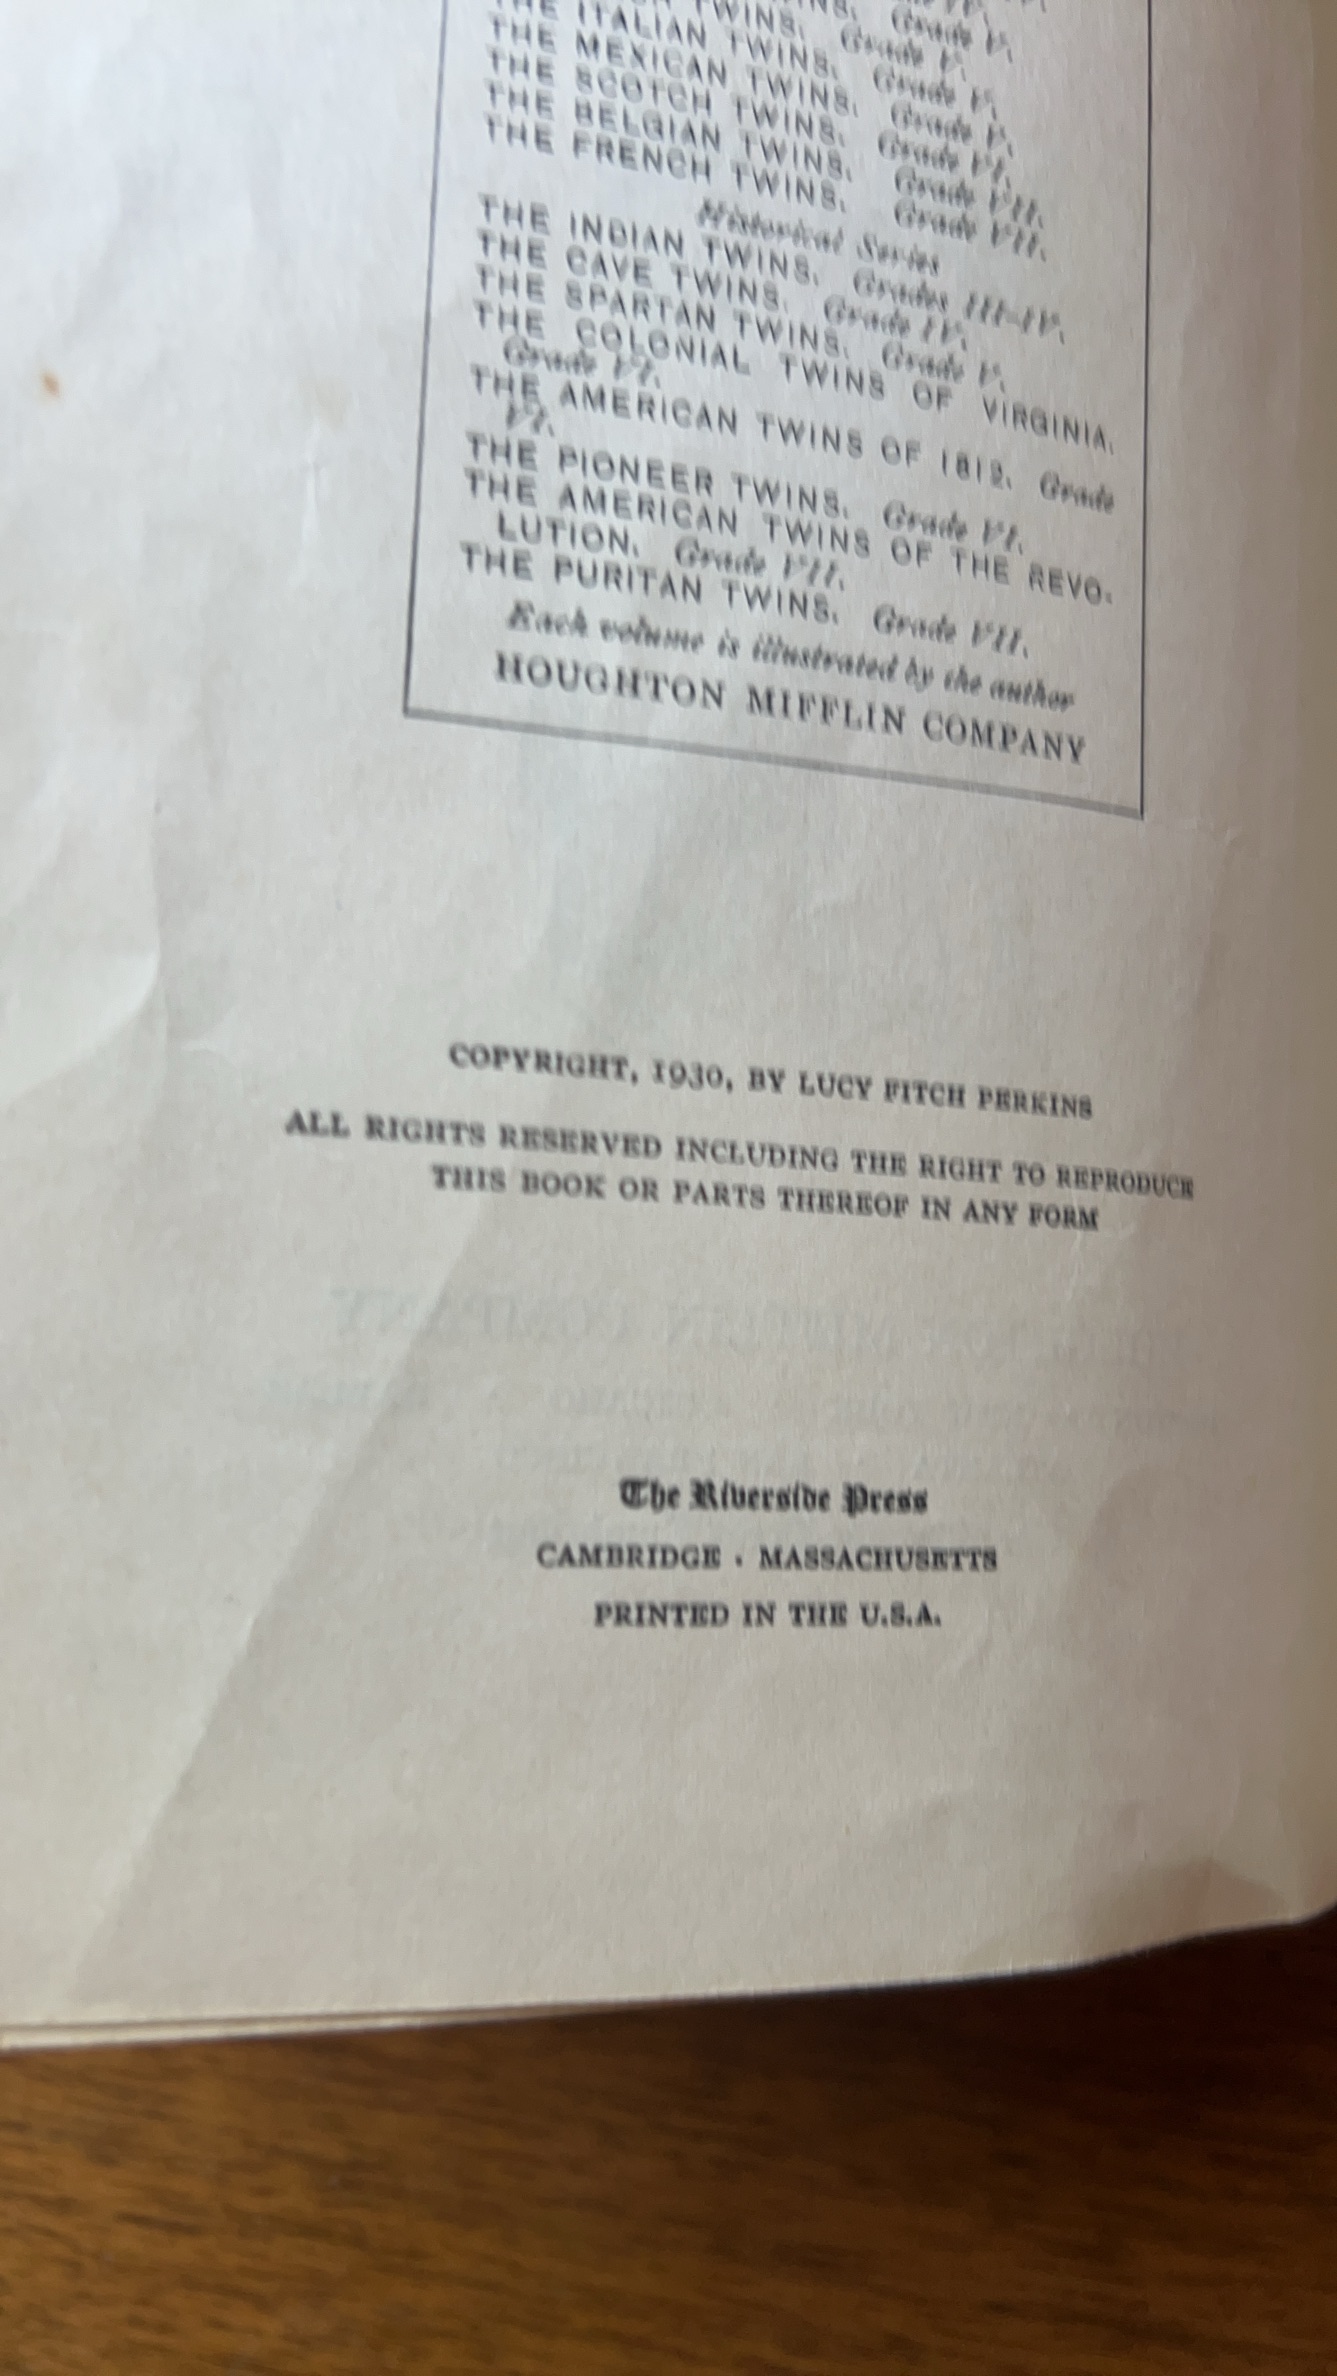 TWINS. Grade V.
THE ITALIAN TWINS. Grade V.
THE MEXICAN TWINS. Grade V.
THE SCOTCH TWINS. Grade VI.
THE BELGIAN TWINS. Grade VII.
THE FRENCH TWINS. Grade VII.
Historical Series
THE INDIAN TWINS. Grades III-IV.
THE CAVE TWINS. Grade IV.
THE SPARTAN TWINS. Grade V.
THE COLONIAL TWINS OF VIRGINIA.
Grade VI.
THE AMERICAN TWINS OF 1812. Grade
VI.
THE PIONEER TWINS. Grade VI.
THE AMERICAN TWINS OF THE REVO-
LUTION. Grade VII.
THE PURITAN TWINS. Grade VII.
Each volume is illustrated by the author
HOUGHTON MIFFLIN COMPANY
COPYRIGHT, 1930, BY LUCY FITCH PERKINS
ALL RIGHTS RESERVED INCLUDING THE RIGHT TO REPRODUCE
THIS BOOK OR PARTS THEREOF IN ANY FORM
The Riverside Press
CAMBRIDGE · MASSACHUSETTS
PRINTED IN THE U.S.A.